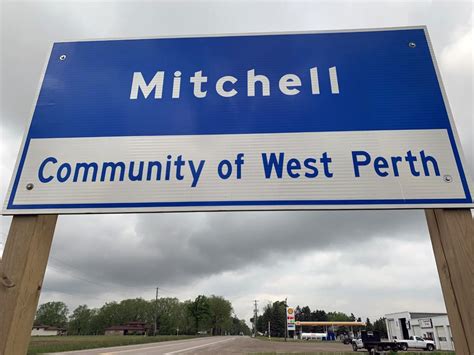 Mitchell
Community of West Perth